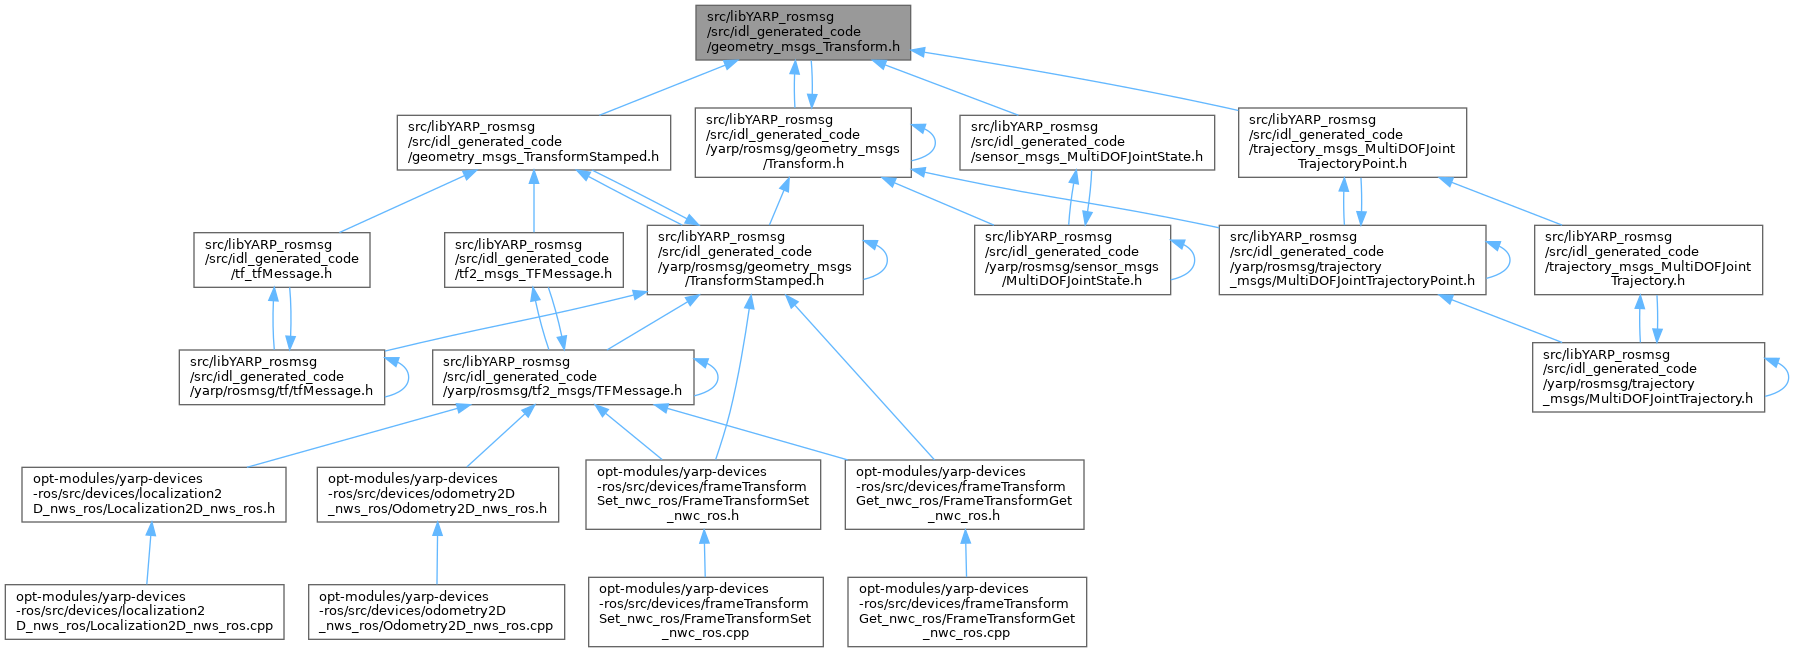 src/libYARP_rosmsg
/src/idl_generated_code
/geometry_msgs_Transform.h
src/libYARP_rosmsg
/src/idl_generated_code
/geometry_msgs_TransformStamped.h
src/libYARP_rosmsg
/src/idl_generated_code
/yarp/rosmsg/geometry_msgs
/Transform.h
src/libYARP_rosmsg
/src/idl_generated_code
/sensor_msgs_MultiDOFJointState.h
src/libYARP_rosmsg
/src/idl_generated_code
/trajectory_msgs_MultiDOFJoint
TrajectoryPoint.h
src/libYARP_rosmsg
/src/idl_generated_code
/tf_tfMessage.h
src/libYARP_rosmsg
/src/idl_generated_code
/tf2_msgs_TFMessage.h
src/libYARP_rosmsg
/src/idl_generated_code
/yarp/rosmsg/geometry_msgs
/TransformStamped.h
src/libYARP_rosmsg
/src/idl_generated_code
/yarp/rosmsg/sensor_msgs
/MultiDOFJointState.h
src/libYARP_rosmsg
/src/idl_generated_code
/yarp/rosmsg/trajectory
_msgs/MultiDOFJointTrajectoryPoint.h
src/libYARP_rosmsg
/src/idl_generated_code
/trajectory_msgs_MultiDOFJoint
Trajectory.h
src/libYARP_rosmsg
/src/idl_generated_code
/yarp/rosmsg/tf/tfMessage.h
src/libYARP_rosmsg
/src/idl_generated_code
/yarp/rosmsg/tf2_msgs/TFMessage.h
src/libYARP_rosmsg
/src/idl_generated_code
/yarp/rosmsg/trajectory
_msgs/MultiDOFJointTrajectory.h
opt-modules/yarp-devices
-ros/src/devices/localization2
D_nws_ros/Localization2D_nws_ros.h
opt-modules/yarp-devices
-ros/src/devices/odometry2D
_nws_ros/Odometry2D_nws_ros.h
opt-modules/yarp-devices
-ros/src/devices/frameTransform
Set_nwc_ros/FrameTransformSet
_nwc_ros.h
opt-modules/yarp-devices
-ros/src/devices/frameTransform
Get_nwc_ros/FrameTransformGet
_nwc_ros.h
opt-modules/yarp-devices
-ros/src/devices/localization2
D_nws_ros/Localization2D_nws_ros.cpp
opt-modules/yarp-devices
-ros/src/devices/odometry2D
_nws_ros/Odometry2D_nws_ros.cpp
opt-modules/yarp-devices
-ros/src/devices/frameTransform
Set_nwc_ros/FrameTransformSet
_nwc_ros.cpp
opt-modules/yarp-devices
-ros/src/devices/frameTransform
Get_nwc_ros/FrameTransformGet
_nwc_ros.cpp